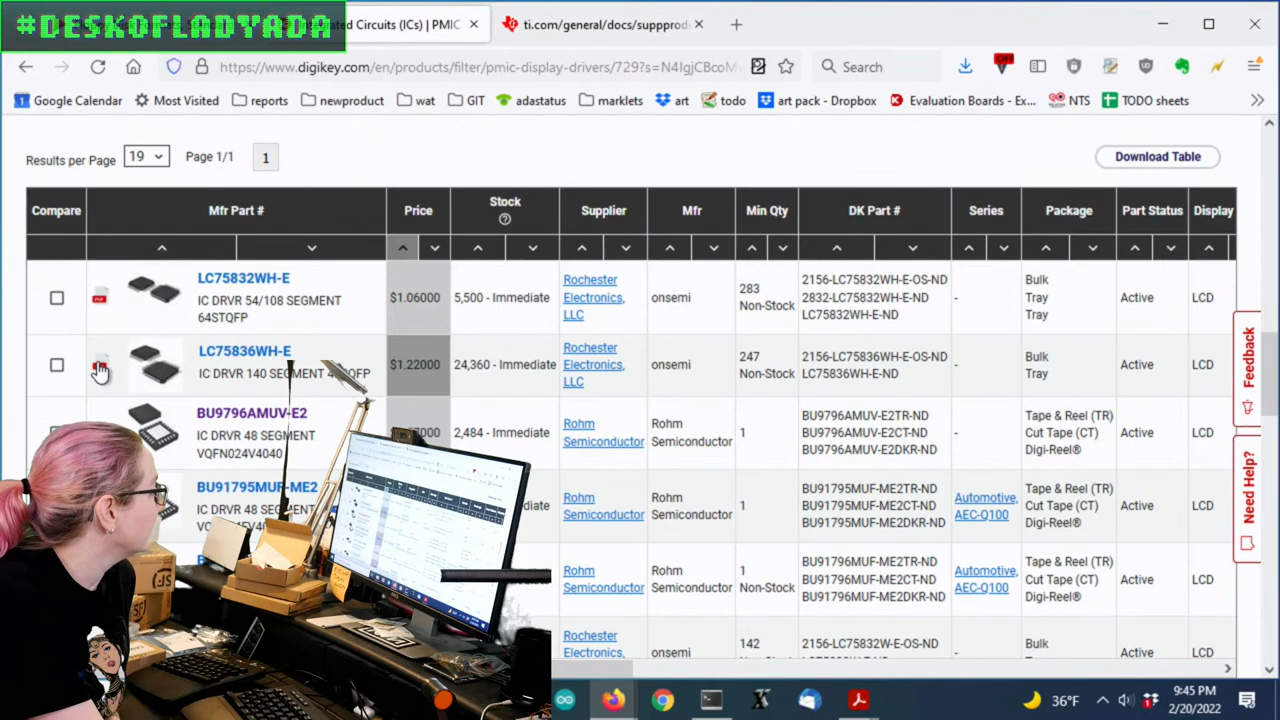 #DESKOFLADYADA
Integrated Circuits (ICs) | PMIC
ti.com/general/docs/suppprodu
https://www.digikey.com/en/products/filter/pmic-display-drivers/729?s=N4IgjCBcoM
Search
OFF
Google Calendar
Most Visited
reports
newproduct
wat
GIT
adastatus
marklets
art
todo
art pack - Dropbox
Evaluation Boards - Ex...
NTS
TODO sheets
Results per Page 19 Page 1/1 1
Download Table
Compare Mfr Part # Price Stock Supplier Mfr Min Qty DK Part # Series Package Part Status Display
LC75832WH-E
IC DRVR 54/108 SEGMENT
64STQFP
$1.06000
5,500 - Immediate
Rochester
Electronics,
LLC
onsemi
283
Non-Stock
2156-LC75832WH-E-OS-ND
2832-LC75832WH-E-ND
LC75832WH-E-ND
-
Bulk
Tray
Tray
Active
LCD
LC75836WH-E
IC DRVR 140 SEGMENT
$1.22000
24,360 - Immediate
Rochester
Electronics,
LLC
onsemi
247
Non-Stock
2156-LC75836WH-E-OS-ND
LC75836WH-E-ND
-
Bulk
Tray
Active
LCD
BU9796AMUV-E2
IC DRVR 48 SEGMENT
VQFN024V4040
2,484 - Immediate
Rohm
Semiconductor
Rohm
Semiconductor
1
BU9796AMUV-E2TR-ND
BU9796AMUV-E2CT-ND
BU9796AMUV-E2DKR-ND
-
Tape & Reel (TR)
Cut Tape (CT)
Digi-Reel®
Active
LCD
BU91795MUF-ME2
IC DRVR 48 S
Rohm
Semiconductor
Rohm
Semiconductor
1
BU91795MUF-ME2TR-ND
BU91795MUF-ME2CT-ND
BU91795MUF-ME2DKR-ND
Automotive,
AEC-Q100
Tape & Reel (TR)
Cut Tape (CT)
Digi-Reel®
Active
LCD
Rohm
Semiconductor
Rohm
Semiconductor
1
Non-Stock
BU91796MUF-ME2TR-ND
BU91796MUF-ME2CT-ND
BU91796MUF-ME2DKR-ND
Automotive,
AEC-Q100
Tape & Reel (TR)
Cut Tape (CT)
Digi-Reel®
Active
LCD
Rochester
Electronics,
onsemi
142
2156-LC75832W-E-OS-ND
-
Bulk
Active
LCD
Feedback
Need Help?
36°F
9:45 PM
2/20/2022